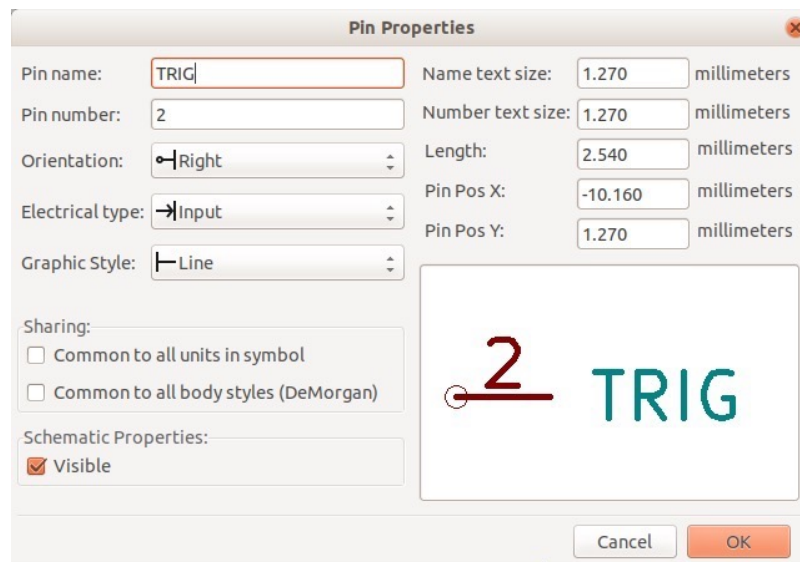 Pin Properties
Pin name: TRIG
Pin number: 2
Orientation: Right
Electrical type: Input
Graphic Style: Line
Sharing:
Common to all units in symbol
Common to all body styles (DeMorgan)
Schematic Properties:
Visible
Name text size: 1.270 millimeters
Number text size: 1.270 millimeters
Length: 2.540 millimeters
Pin Pos X: -10.160 millimeters
Pin Pos Y: 1.270 millimeters
2 TRIG
Cancel OK